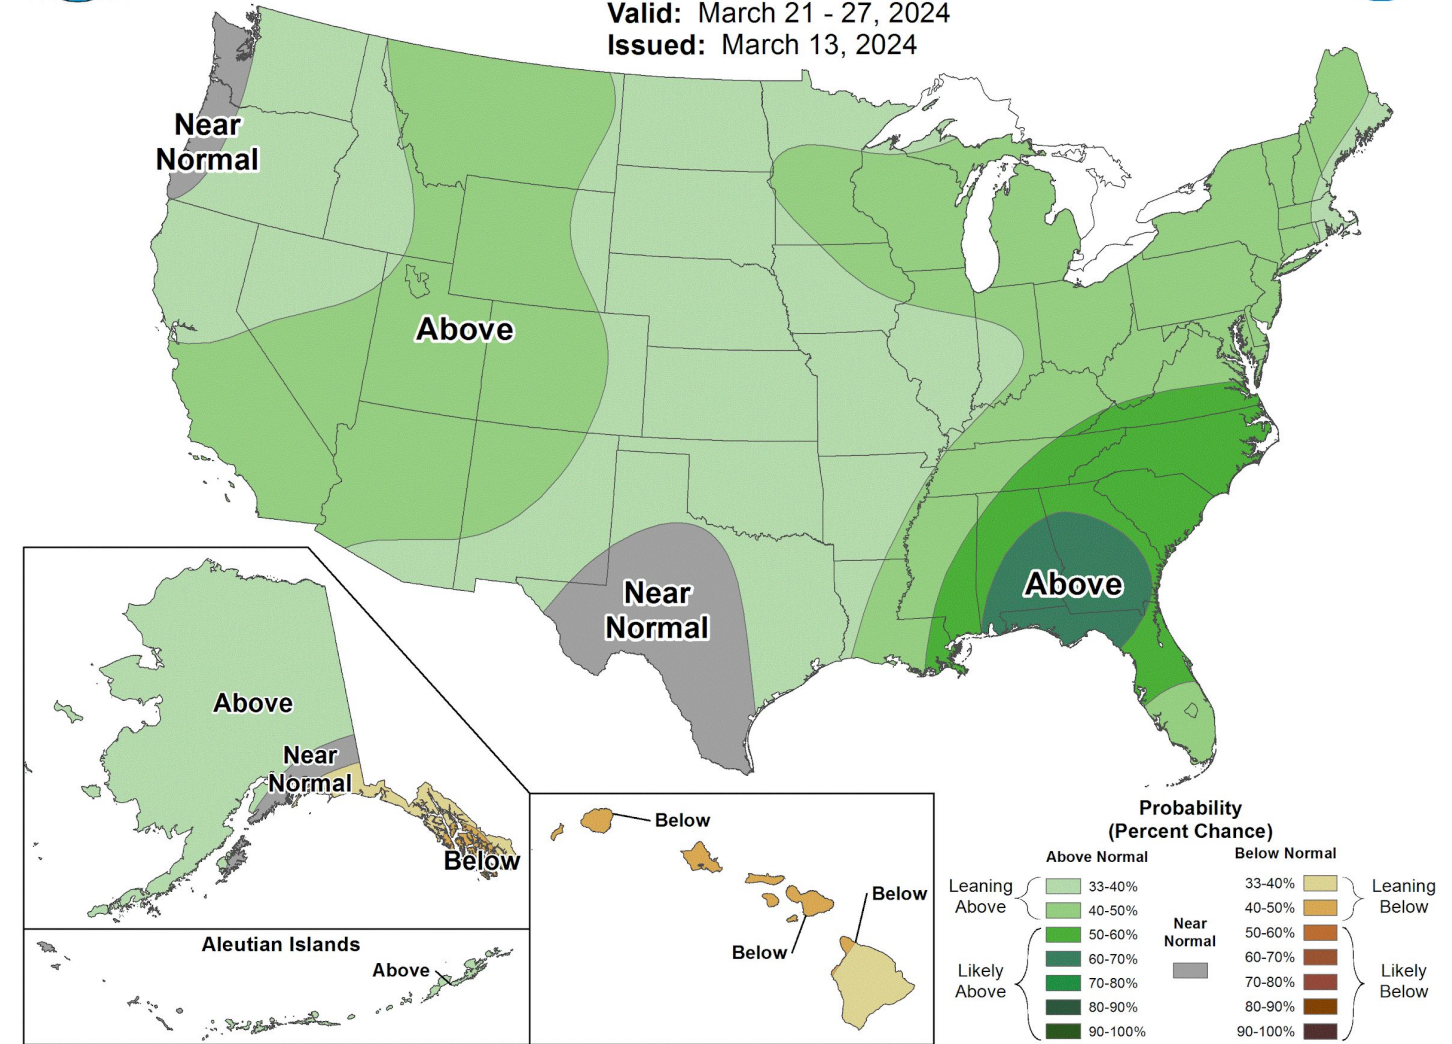 Valid: March 21 - 27, 2024
Issued: March 13, 2024
Near
Normal
Above
Near
Normal
Above
Above
Near
Normal
Below
Aleutian Islands
Above
Below
Below
Below
Probability
(Percent Chance)
Above Normal
Below Normal
Leaning
Above
33-40%
40-50%
Likely
Above
50-60%
60-70%
70-80%
80-90%
90-100%
Near
Normal
33-40%
40-50%
Leaning
Below
50-60%
60-70%
70-80%
80-90%
90-100%
Likely
Below